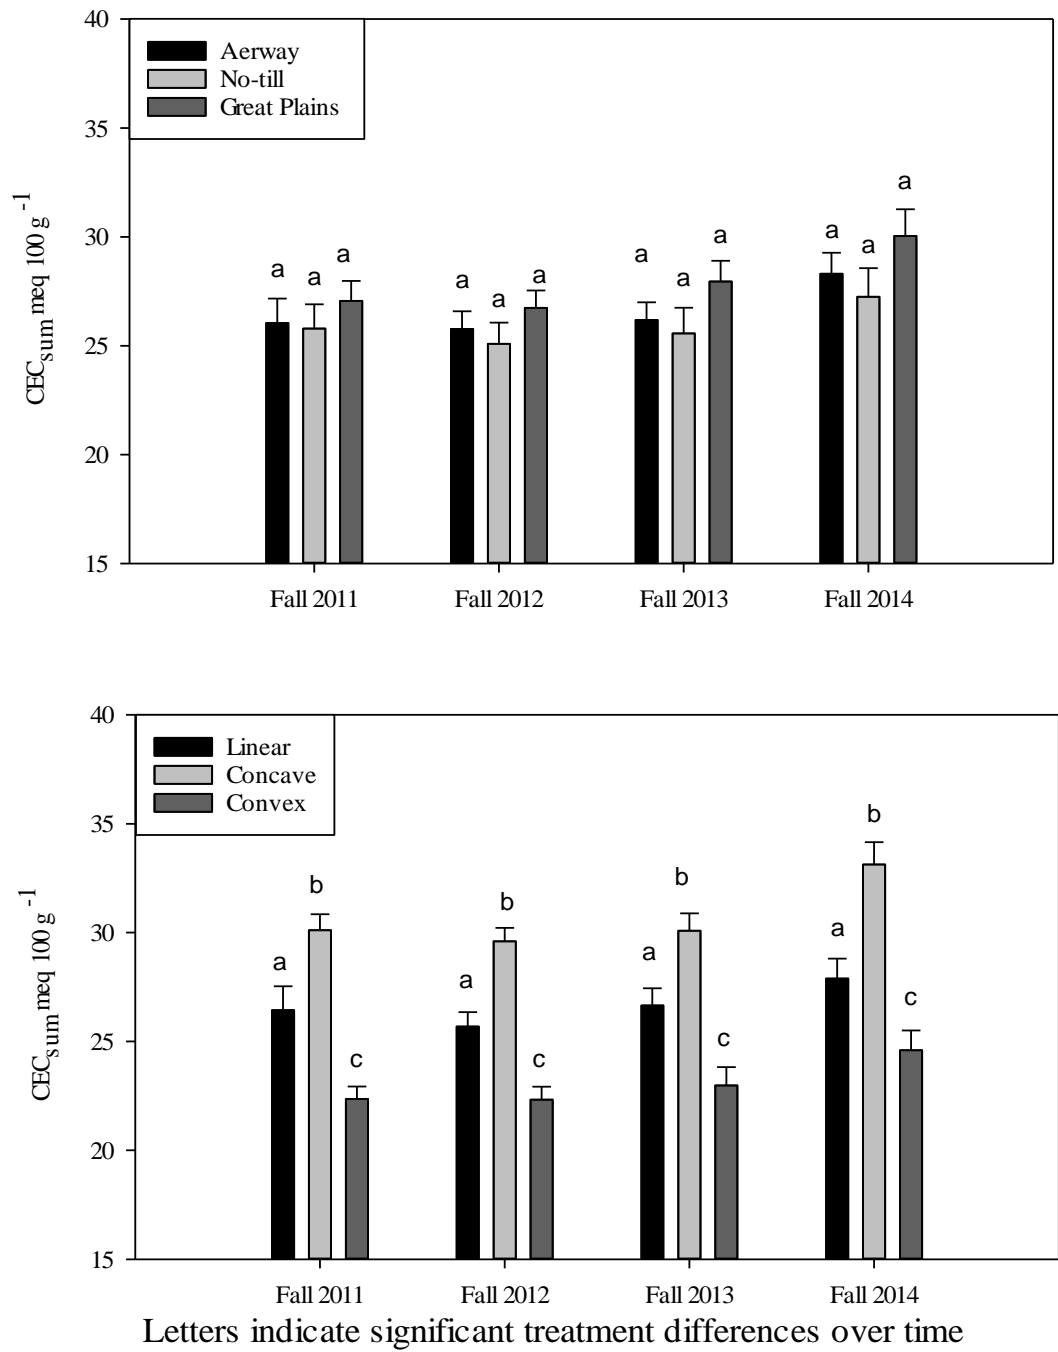 40
Aerway
No-till
Great Plains
35
a
a a a a
30
a a a
a a a
CECsum meq 100 g -1
25
20
15
Fall 2011 Fall 2012 Fall 2013 Fall 2014
40
Linear
Concave
Convex
35
b
b b b
a a a a
30
c
c c c
CECsum meq 100 g -1
25
20
15
Fall 2011 Fall 2012 Fall 2013 Fall 2014
Letters indicate significant treatment differences over time